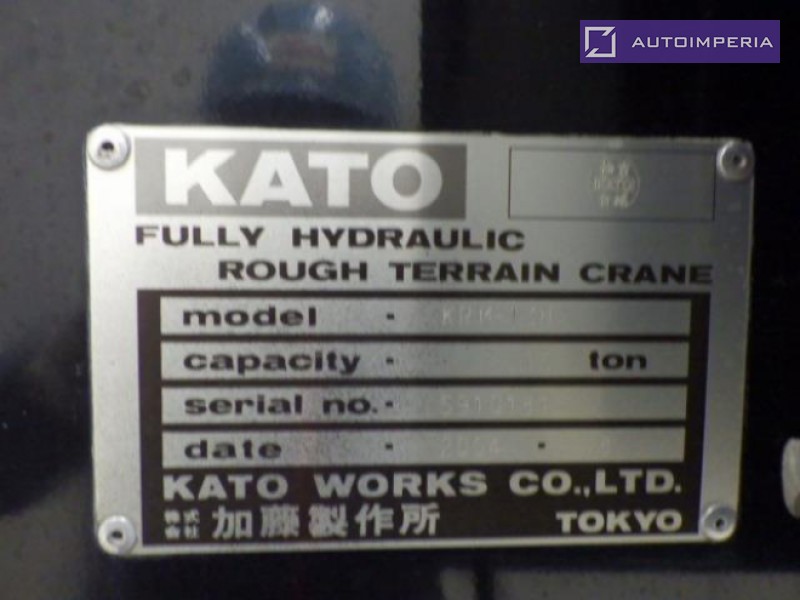 AUTOIMPERIA
KATO
FULLY HYDRAULIC
ROUGH TERRAIN CRANE
model -
capacity - ton
serial no. -
date - -
KATO WORKS CO.,LTD.
株式会社 加藤製作所 TOKYO